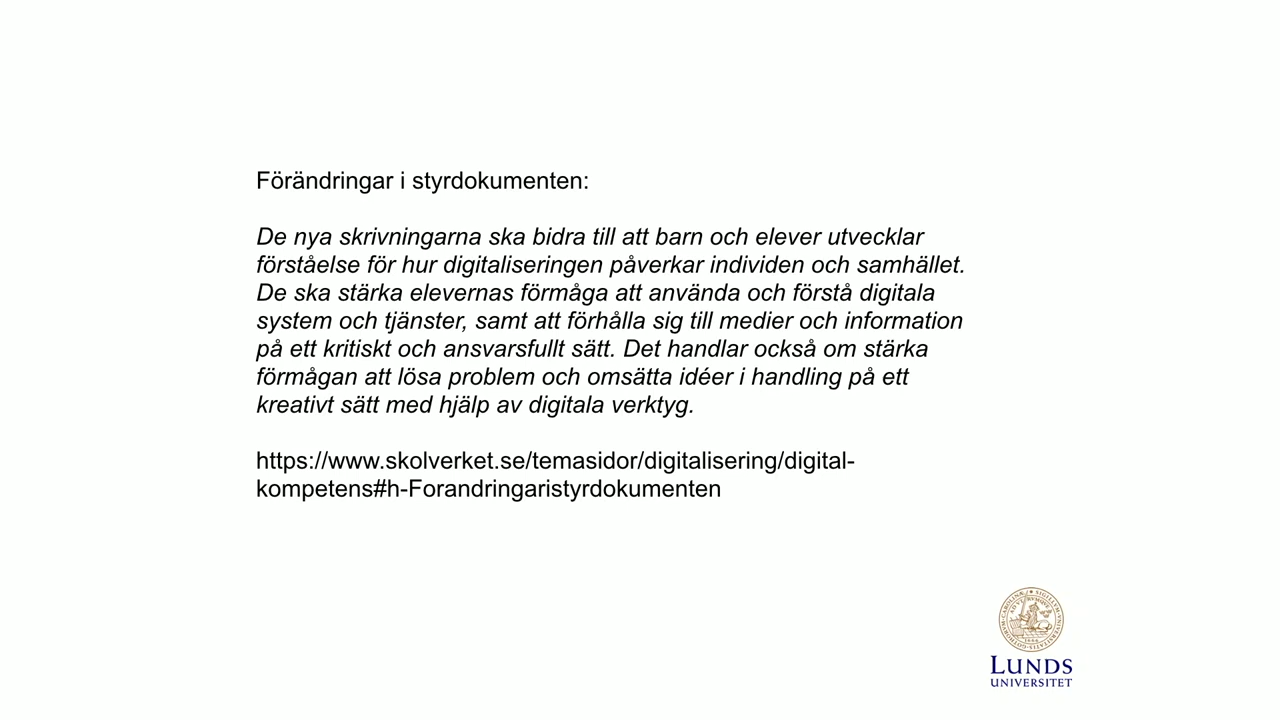 Förändringar i styrdokumenten:
De nya skrivningarna ska bidra till att barn och elever utvecklar
förståelse för hur digitaliseringen påverkar individen och samhället.
De ska stärka elevernas förmåga att använda och förstå digitala
system och tjänster, samt att förhålla sig till medier och information
på ett kritiskt och ansvarsfullt sätt. Det handlar också om stärka
förmågan att lösa problem och omsätta idéer i handling på ett
kreativt sätt med hjälp av digitala verktyg.
https://www.skolverket.se/temasidor/digitalisering/digital-
kompetens#h-Forandringaristyrdokumenten
LUNDS
UNIVERSITET